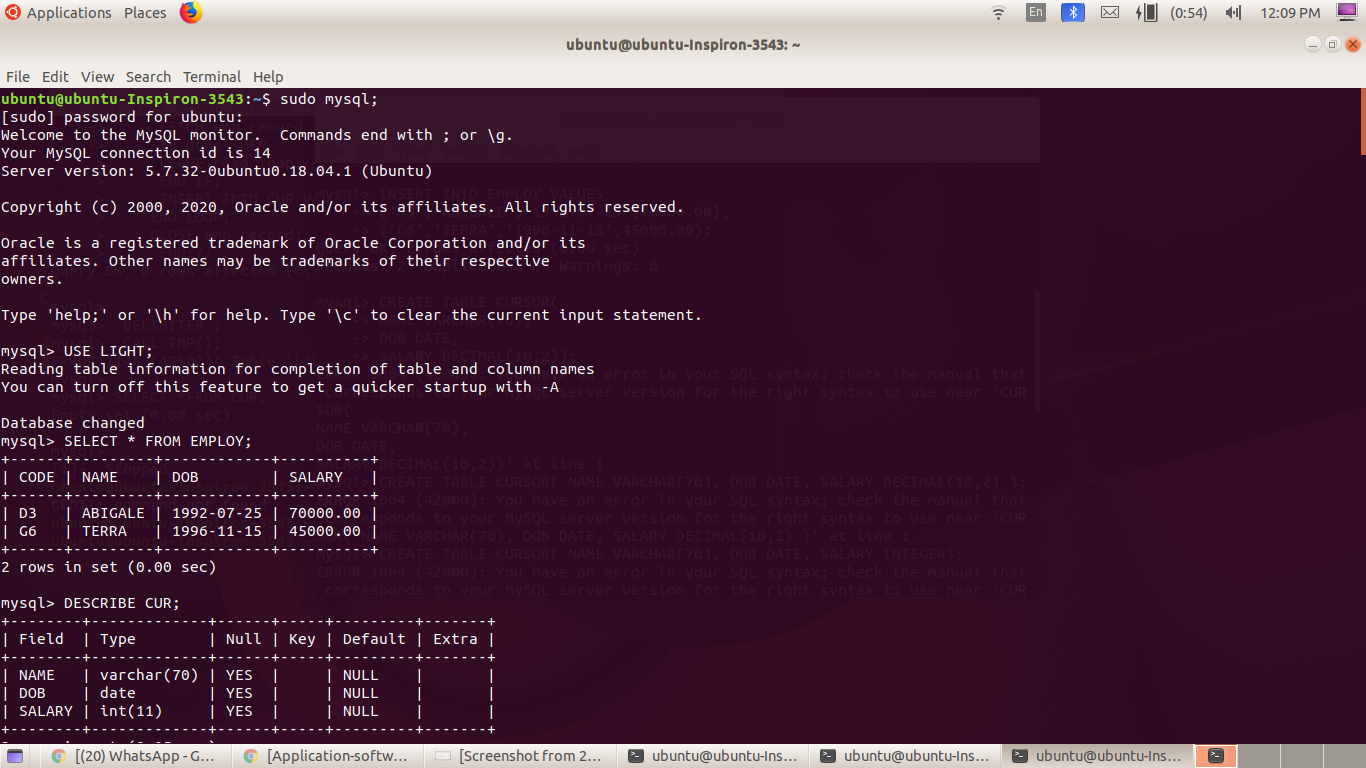 Applications Places En (0:54) 12:09 PM
ubuntu@ubuntu-Inspiron-3543: ~
File Edit View Search Terminal Help
ubuntu@ubuntu-Inspiron-3543:~$ sudo mysql;
[sudo] password for ubuntu:
Welcome to the MySQL monitor.  Commands end with ; or \g.
Your MySQL connection id is 14
Server version: 5.7.32-0ubuntu0.18.04.1 (Ubuntu)
Copyright (c) 2000, 2020, Oracle and/or its affiliates. All rights reserved.
Oracle is a registered trademark of Oracle Corporation and/or its
affiliates. Other names may be trademarks of their respective
owners.
Type 'help;' or '\h' for help. Type '\c' to clear the current input statement.
mysql> USE LIGHT;
Reading table information for completion of table and column names
You can turn off this feature to get a quicker startup with -A
Database changed
mysql> SELECT * FROM EMPLOY;
+------+---------+------------+----------+
| CODE | NAME    | DOB        | SALARY   |
+------+---------+------------+----------+
| D3   | ABIGALE | 1992-07-25 | 70000.00 |
| G6   | TERRA   | 1996-11-15 | 45000.00 |
+------+---------+------------+----------+
2 rows in set (0.00 sec)
mysql> DESCRIBE CUR;
+--------+-------------+------+-----+---------+-------+
| Field  | Type        | Null | Key | Default | Extra |
+--------+-------------+------+-----+---------+-------+
| NAME   | varchar(70) | YES  |     | NULL    |       |
| DOB    | date        | YES  |     | NULL    |       |
| SALARY | int(11)     | YES  |     | NULL    |       |
+--------+-------------+------+-----+---------+-------+
[(20) WhatsApp - G... [Application-softw... [Screenshot from 2... ubuntu@ubuntu-Ins... ubuntu@ubuntu-Ins... ubuntu@ubuntu-Ins...